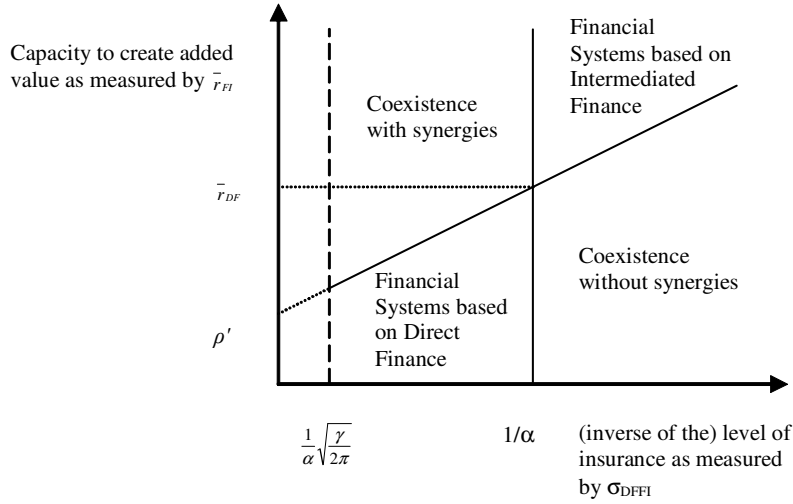 Capacity to create added
value as measured by r̄FI
Financial
Systems based on
Intermediated
Finance
Coexistence
with synergies
r̄DF
Coexistence
without synergies
Financial
Systems based
on Direct
Finance
ρ'
1/α √(γ/2π)
1/α
(inverse of the) level of
insurance as measured
by σDFFI